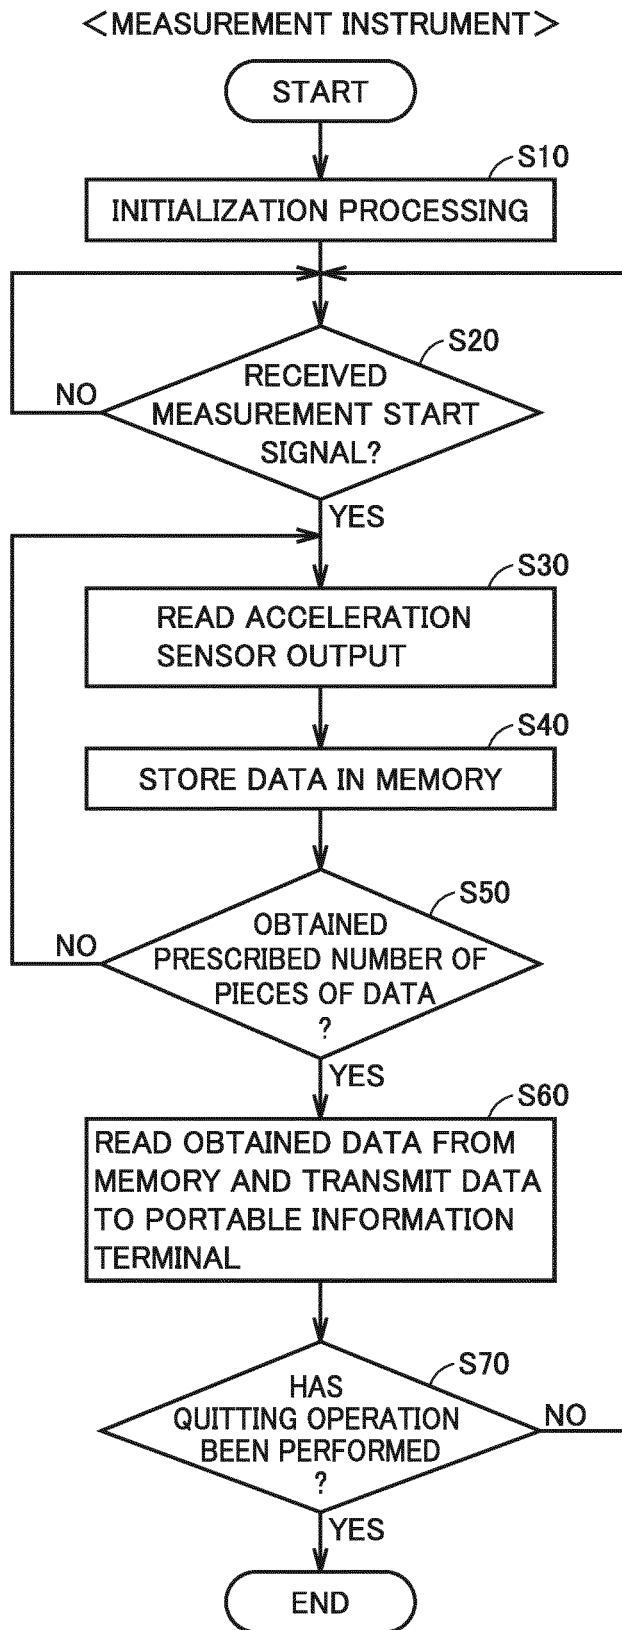 <MEASUREMENT INSTRUMENT>
START
S10
INITIALIZATION PROCESSING
S20
RECEIVED
MEASUREMENT START
SIGNAL?
NO
YES
S30
READ ACCELERATION
SENSOR OUTPUT
S40
STORE DATA IN MEMORY
S50
OBTAINED
PRESCRIBED NUMBER OF
PIECES OF DATA
?
NO
YES
S60
READ OBTAINED DATA FROM
MEMORY AND TRANSMIT DATA
TO PORTABLE INFORMATION
TERMINAL
S70
HAS
QUITTING OPERATION
BEEN PERFORMED
?
NO
YES
END